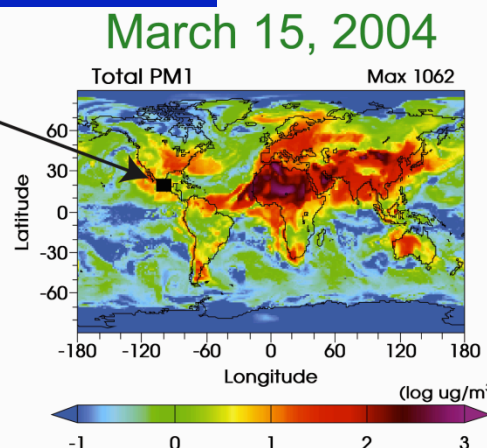 March 15, 2004
Total PM1 Max 1062
60
30
0
-30
-60
Latitude
-180 -120 -60 0 60 120 180
Longitude
(log ug/m
-1 0 1 2 3